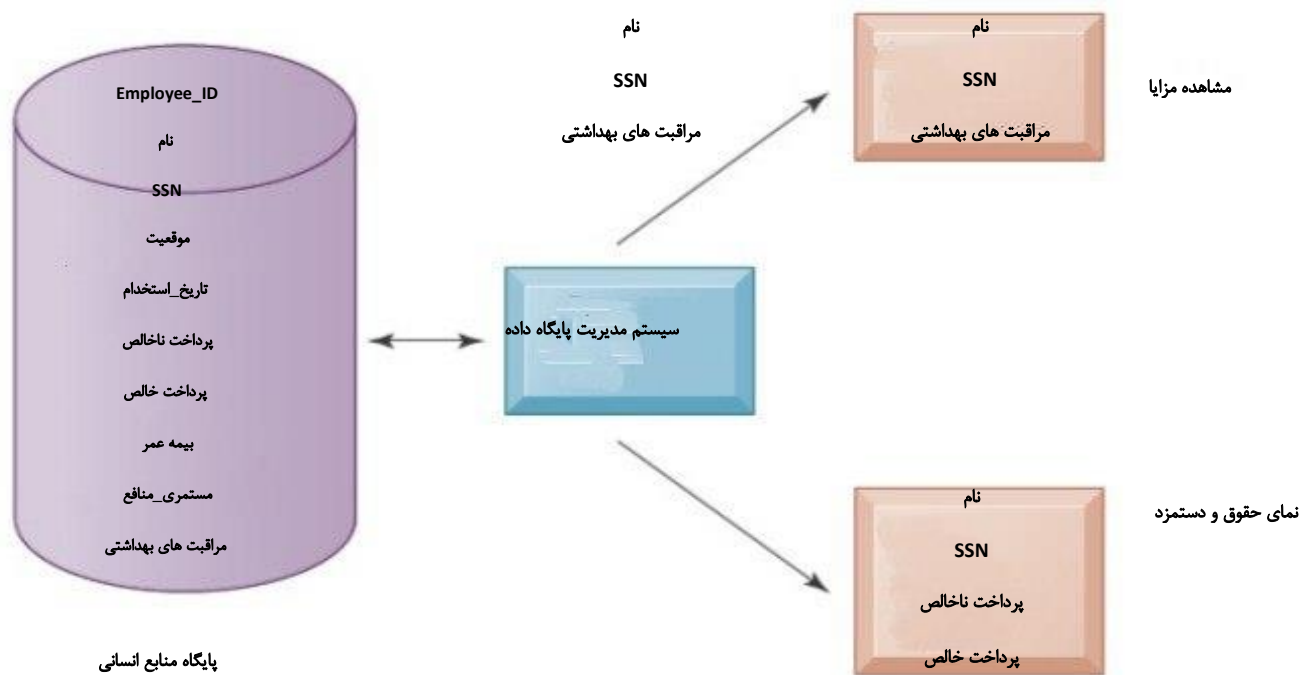 Employee_ID
نام
SSN
موقعیت
تاریخ_استخدام
پرداخت ناخالص
پرداخت خالص
بیمه عمر
مستمری_منافع
مراقبت های بهداشتی
پایگاه منابع انسانی
سیستم مدیریت پایگاه داده
نام
SSN
مراقبت های بهداشتی
نام
SSN
مراقبت های بهداشتی
مشاهده مزایا
نام
SSN
پرداخت ناخالص
پرداخت خالص
نمای حقوق و دستمزد